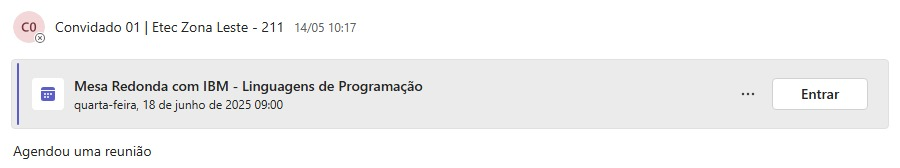 C0
Convidado 01 | Etec Zona Leste - 211 14/05 10:17
Mesa Redonda com IBM - Linguagens de Programação
quarta-feira, 18 de junho de 2025 09:00
... Entrar
Agendou uma reunião